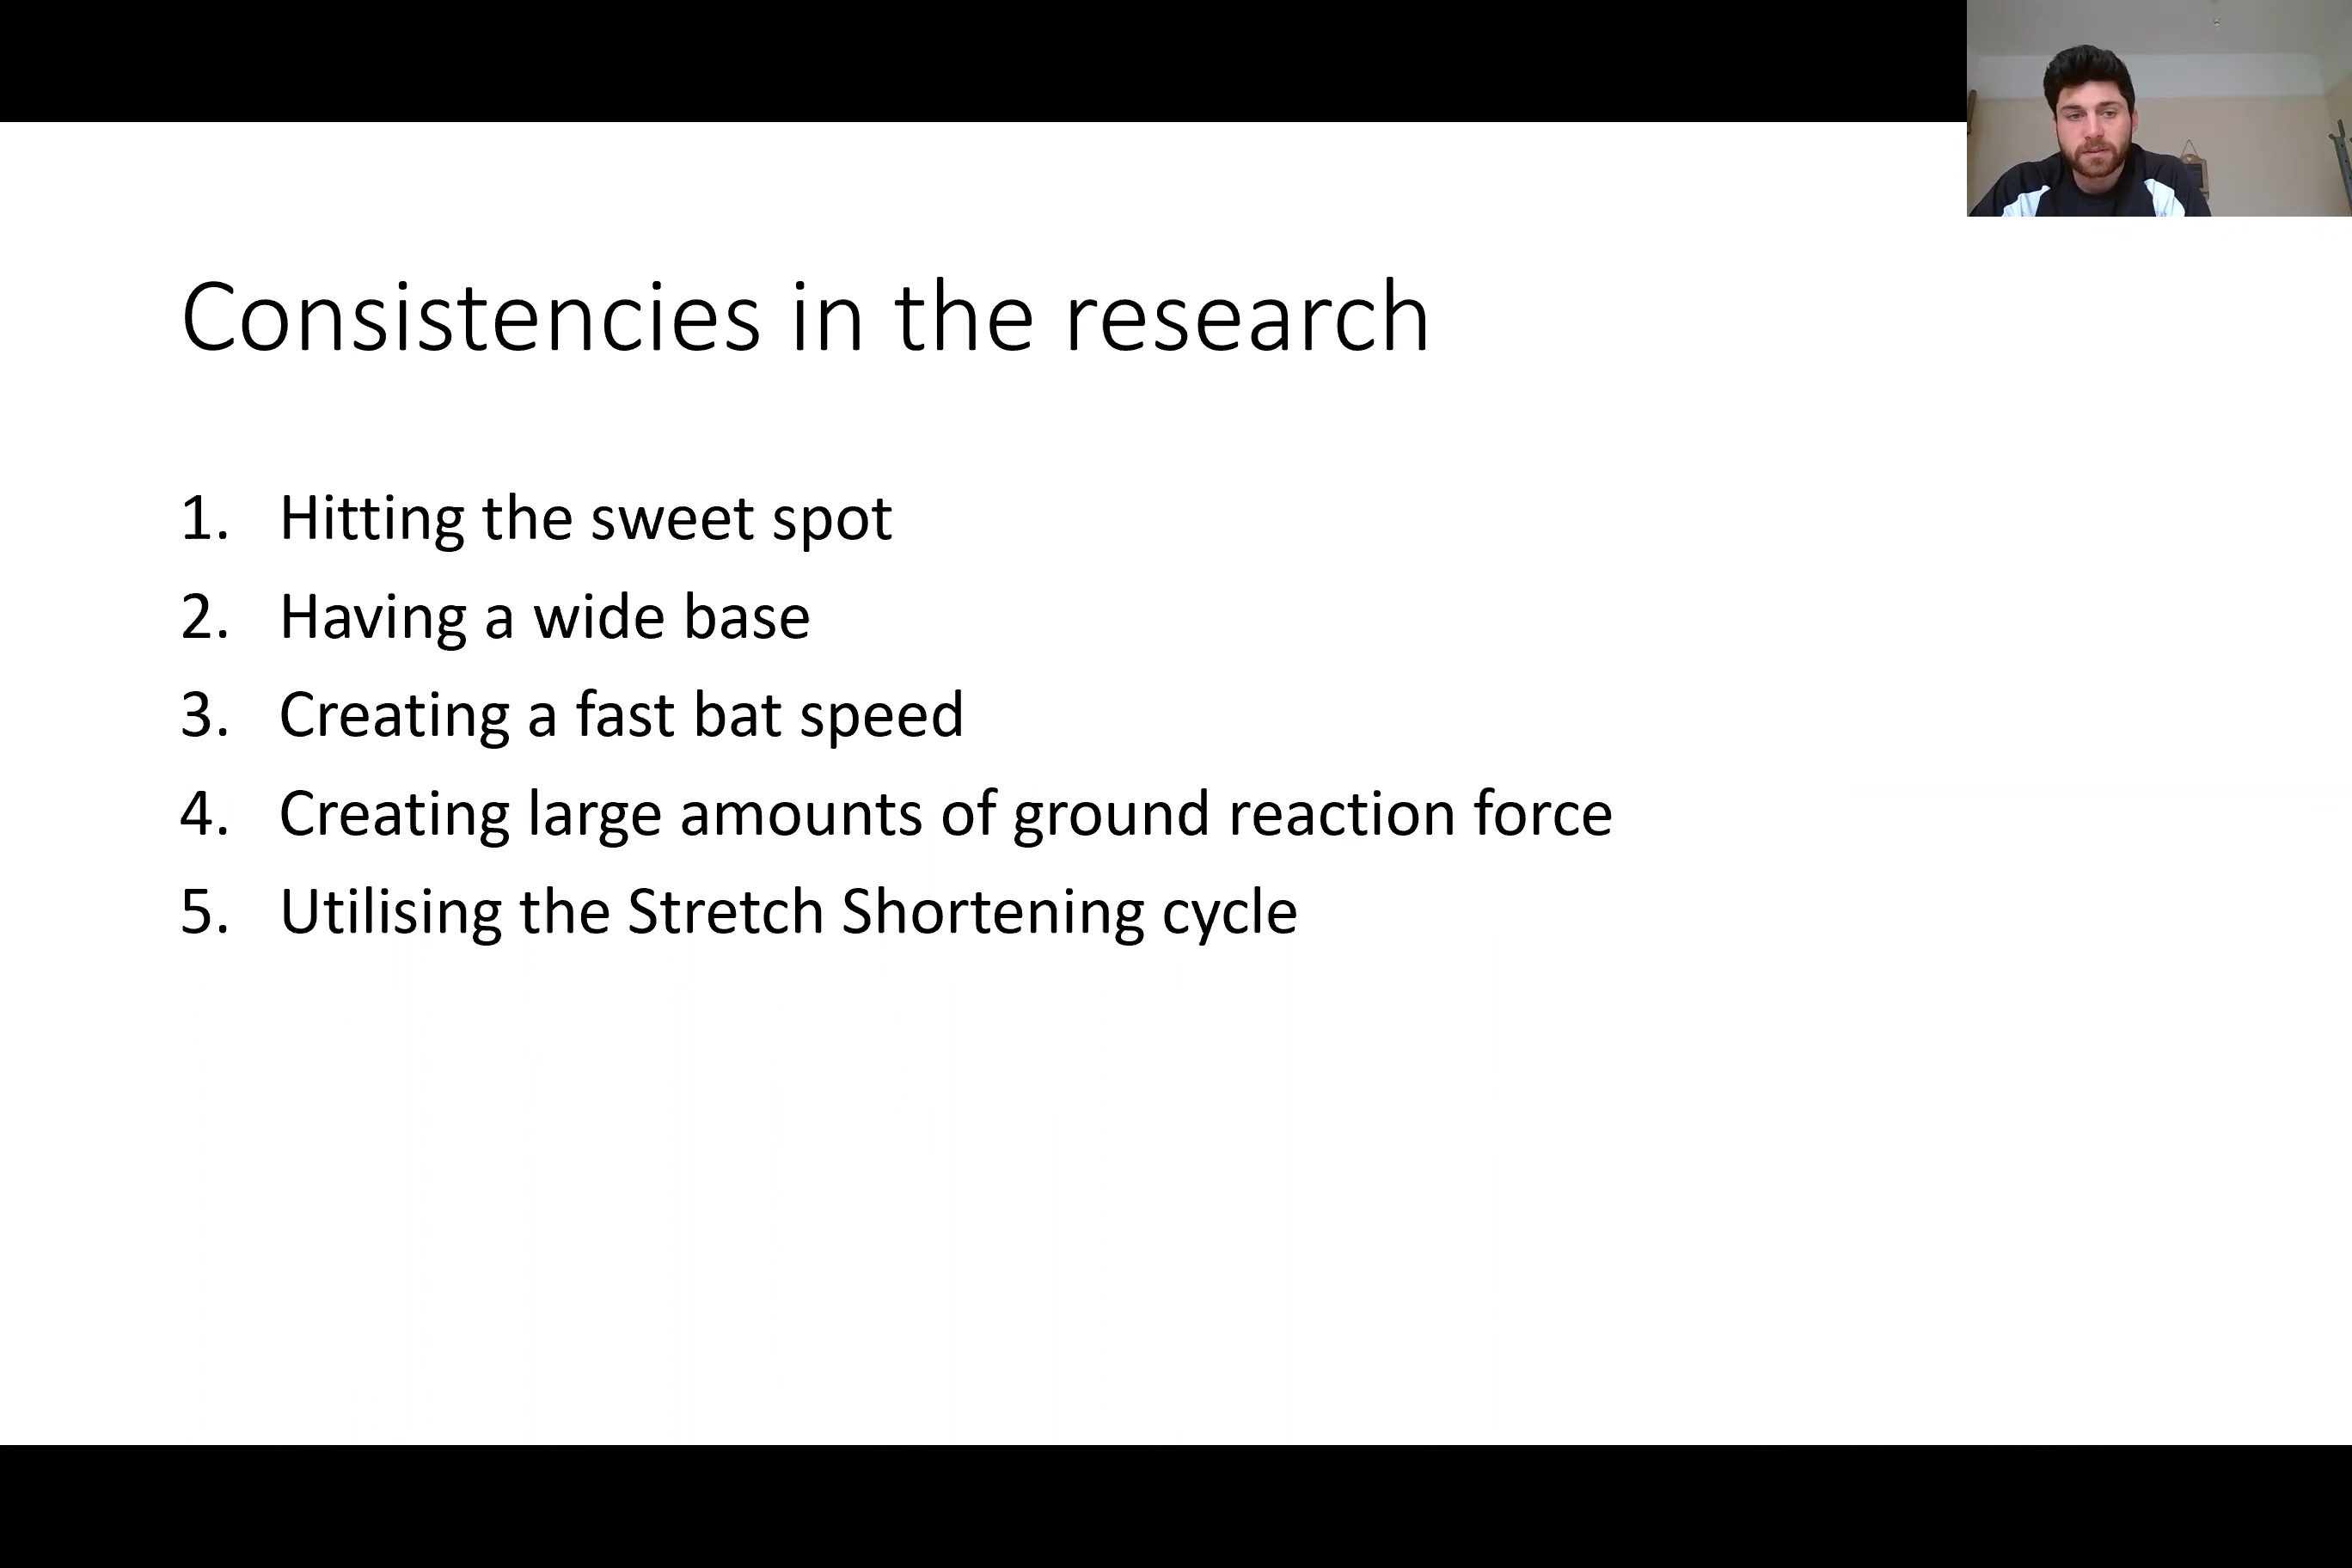 Consistencies in the research
1. Hitting the sweet spot
2. Having a wide base
3. Creating a fast bat speed
4. Creating large amounts of ground reaction force
5. Utilising the Stretch Shortening cycle